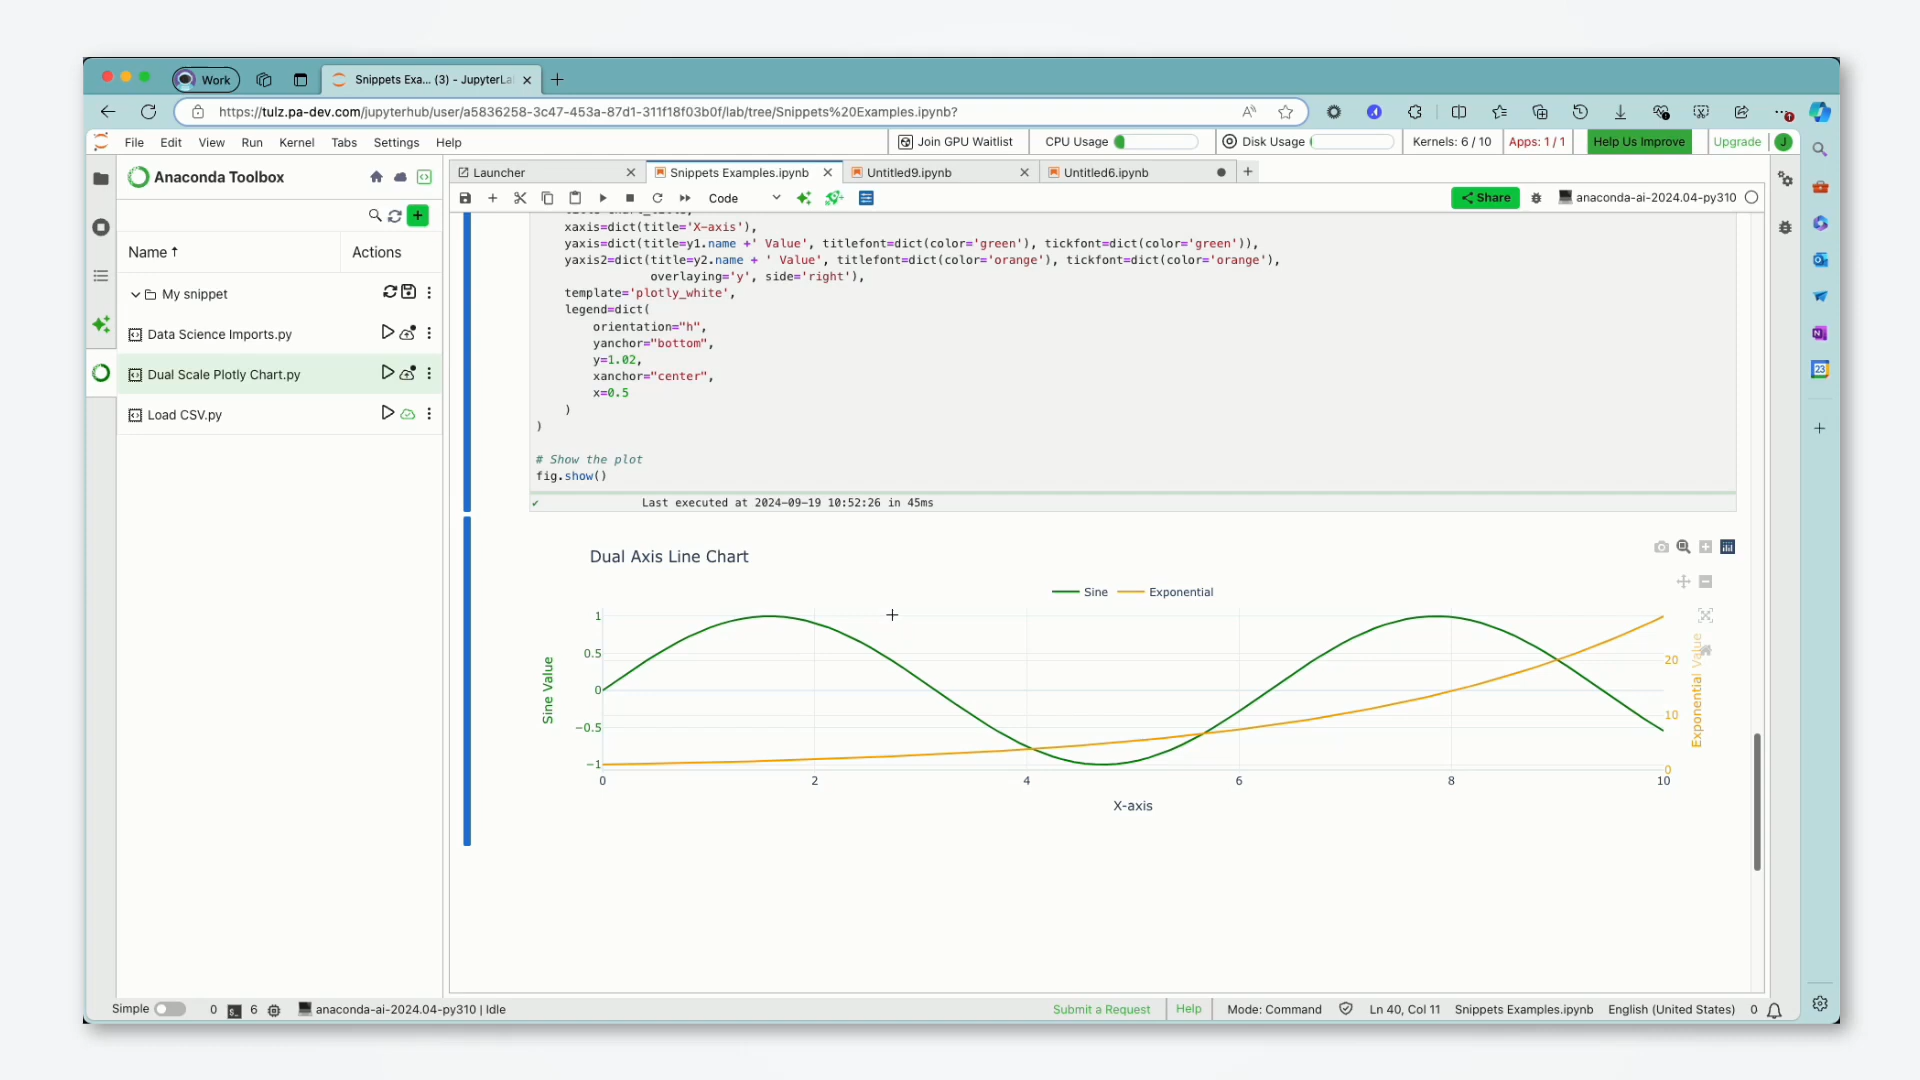 Work
Snippets Exa... (3) - JupyterLa
https://tulz.pa-dev.com/jupyterhub/user/a5836258-3c47-453a-87d1-311f18f03b0f/lab/tree/Snippets%20Examples.ipynb?
File Edit View Run Kernel Tabs Settings Help
Join GPU Waitlist CPU Usage Disk Usage Kernels: 6 / 10 Apps: 1 / 1 Help Us Improve Upgrade J
Anaconda Toolbox
Launcher Snippets Examples.ipynb Untitled9.ipynb Untitled6.ipynb
Code Share anaconda-ai-2024.04-py310
Name Actions
My snippet
Data Science Imports.py
Dual Scale Plotly Chart.py
Load CSV.py
xaxis=dict(title='X-axis'),
yaxis=dict(title=y1.name +' Value', titlefont=dict(color='green'), tickfont=dict(color='green')),
yaxis2=dict(title=y2.name + ' Value', titlefont=dict(color='orange'), tickfont=dict(color='orange'),
overlaying='y', side='right'),
template='plotly_white',
legend=dict(
orientation="h",
yanchor="bottom",
y=1.02,
xanchor="center",
x=0.5
)
)
# Show the plot
fig.show()
Last executed at 2024-09-19 10:52:26 in 45ms
Dual Axis Line Chart
Sine Exponential
1
0.5
0
−0.5
−1
Sine Value
20
10
0
Exponential Value
0 2 4 6 8 10
X-axis
23
Simple 0 6 anaconda-ai-2024.04-py310 | Idle
Submit a Request Help Mode: Command Ln 40, Col 11 Snippets Examples.ipynb English (United States) 0